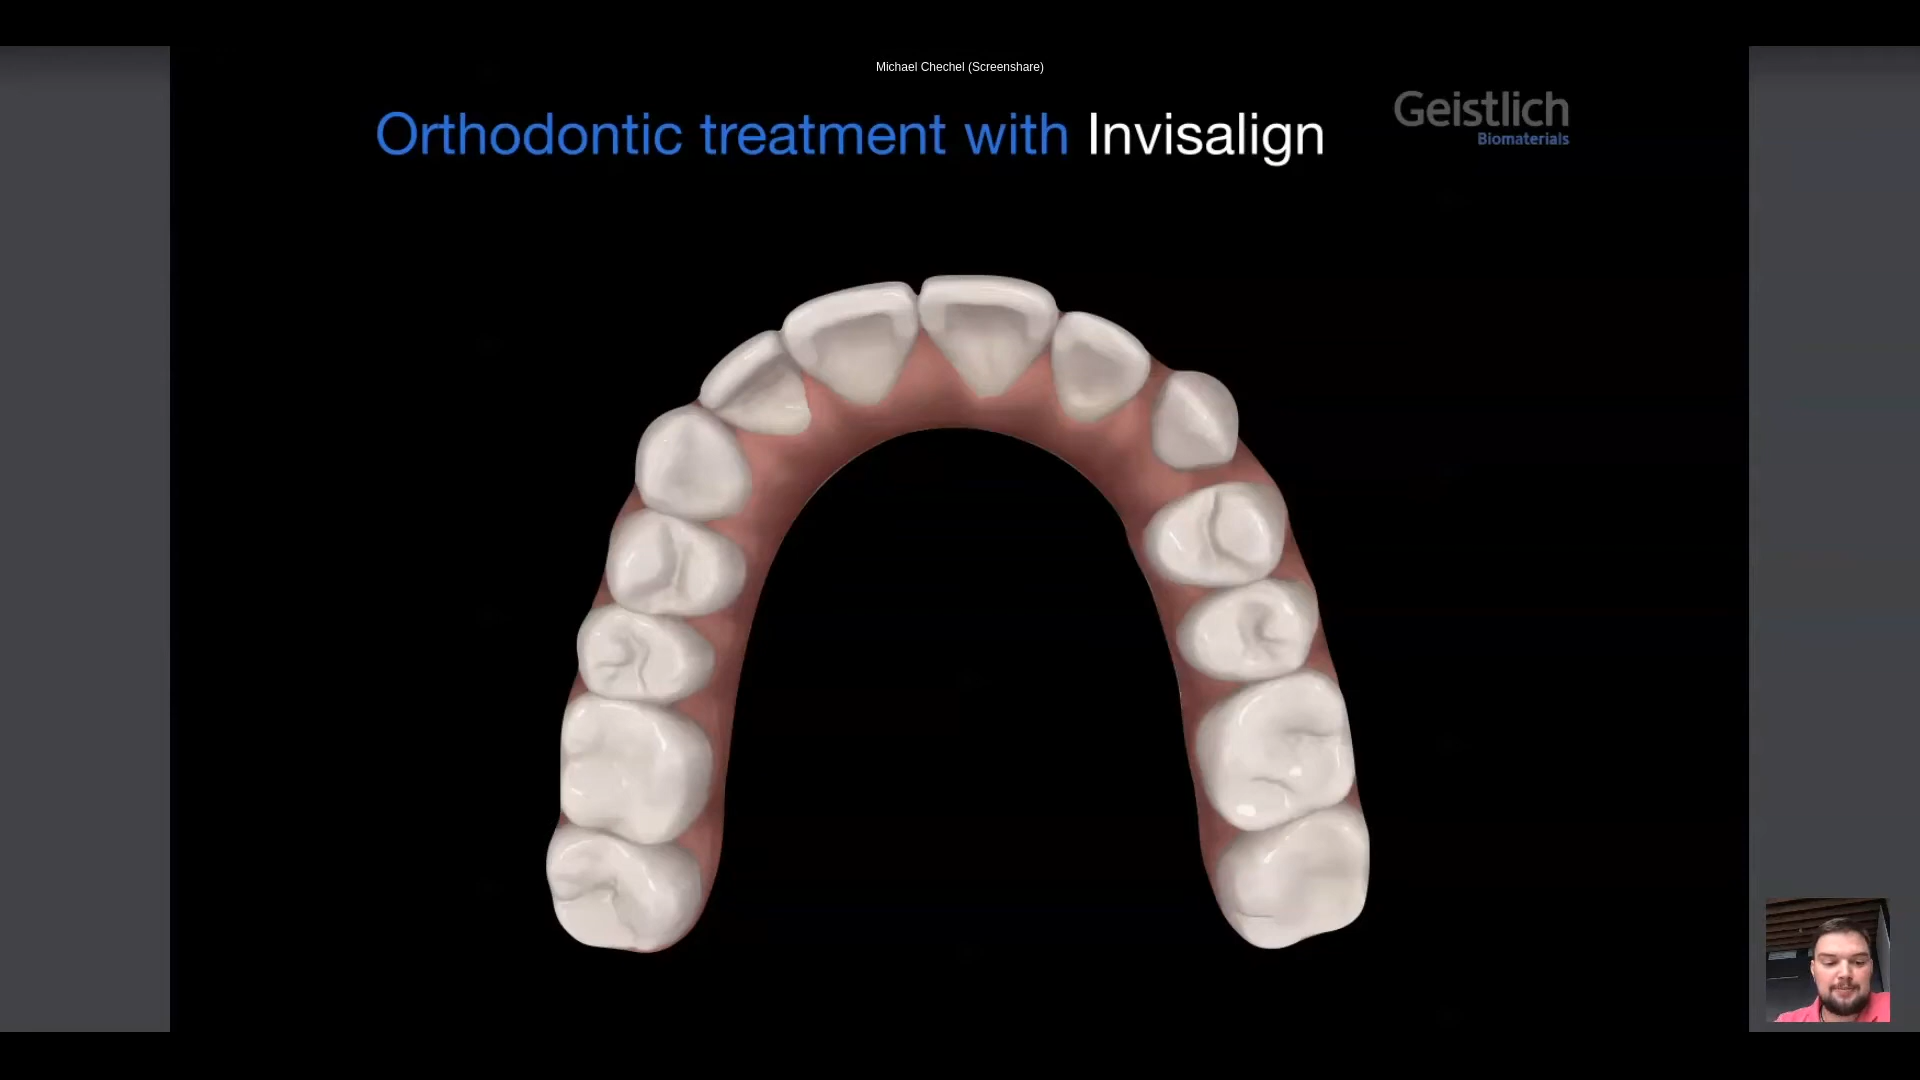 Michael Chechel (Screenshare)
Orthodontic treatment with Invisalign
Geistlich
Biomaterials